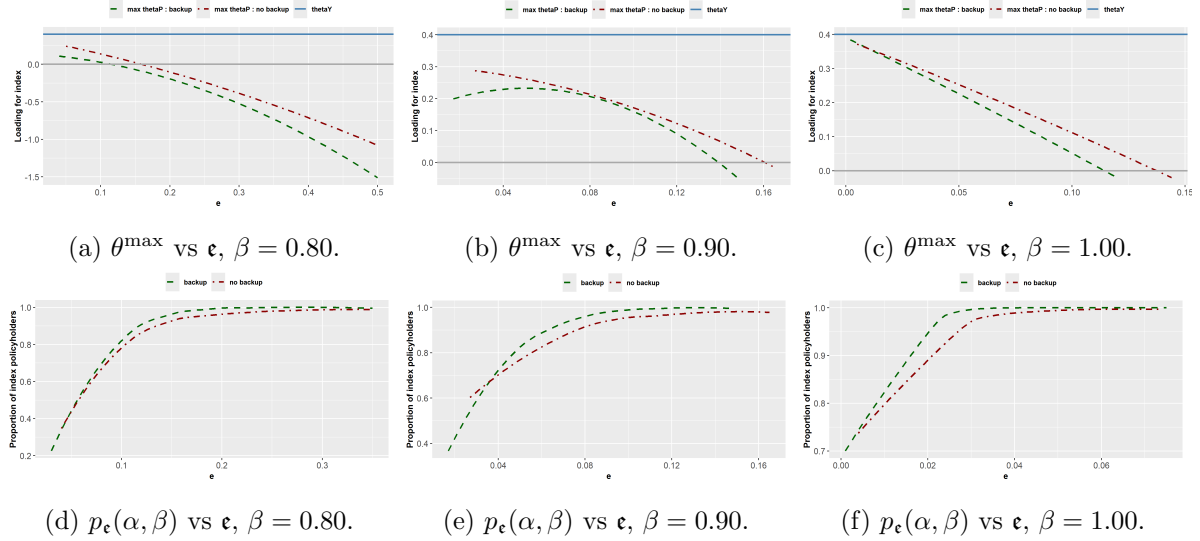 max thetaP : backup max thetaP : no backup thetaY
max thetaP : backup max thetaP : no backup thetaY
max thetaP : backup max thetaP : no backup thetaY
Loading for index
0.0
-0.5
-1.0
-1.5
0.1 0.2 0.3 0.4 0.5
e
Loading for index
0.4
0.3
0.2
0.1
0.0
0.04 0.08 0.12 0.16
e
Loading for index
0.4
0.3
0.2
0.1
0.0
0.00 0.05 0.10 0.15
e
(a) θ^max vs 𝔢, β = 0.80.
(b) θ^max vs 𝔢, β = 0.90.
(c) θ^max vs 𝔢, β = 1.00.
backup no backup
backup no backup
backup no backup
Proportion of index policyholders
1.0
0.8
0.6
0.4
0.2
0.1 0.2 0.3
e
Proportion of index policyholders
1.0
0.8
0.6
0.4
0.04 0.08 0.12 0.16
e
Proportion of index policyholders
1.0
0.9
0.8
0.7
0.00 0.02 0.04 0.06
e
(d) p_𝔢(α, β) vs 𝔢, β = 0.80.
(e) p_𝔢(α, β) vs 𝔢, β = 0.90.
(f) p_𝔢(α, β) vs 𝔢, β = 1.00.